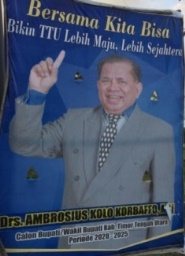 Bersama Kita Bisa
Bikin TTU Lebih Maju, Lebih Sejahtera
Drs. AMBROSIUS KOLO KORBAFFO,
Calon Bupati/Wakil Bupati Kab. Timor Tengah Utara
Periode 2020 - 2025